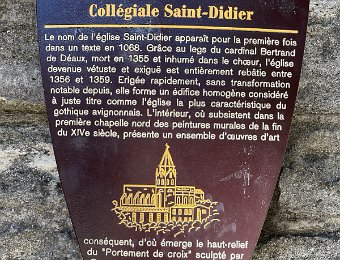 Collégiale Saint-Didier
Le nom de l'église Saint-Didier apparaît pour la première fois
dans un texte en 1068. Grâce au legs du cardinal Bertrand
de Déaux, mort en 1355 et inhumé dans le chœur, l'église
devenue vétuste et exiguë est entièrement rebâtie entre
1356 et 1359. Erigée rapidement, sans transformation
notable depuis, elle forme un édifice homogène considéré
à juste titre comme l'église la plus caractéristique du
gothique avignonnais. L'intérieur, où subsistent dans la
première chapelle nord des peintures murales de la fin
du XIVe siècle, présente un ensemble d'œuvres d'art
conséquent, d'où émerge le haut-relief
du "Portement de croix" sculpté par